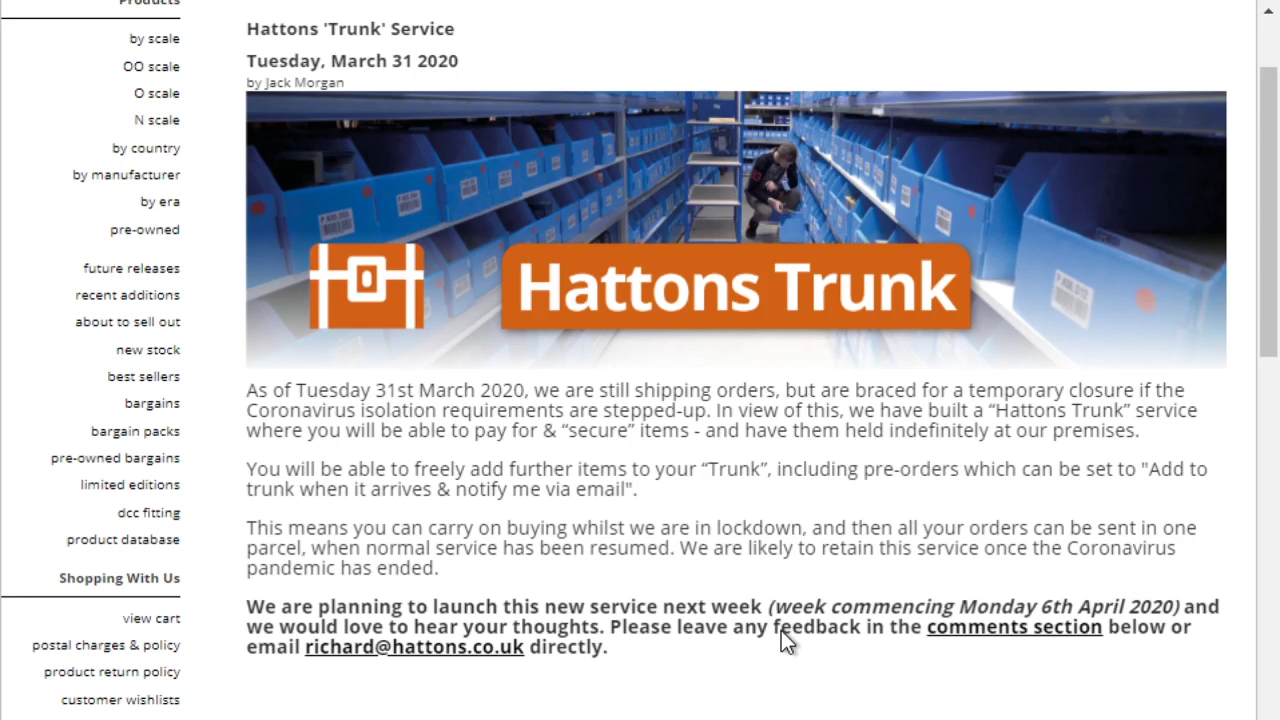 Products
by scale
OO scale
O scale
N scale
by country
by manufacturer
by era
pre-owned
future releases
recent additions
about to sell out
new stock
best sellers
bargains
bargain packs
pre-owned bargains
limited editions
dcc fitting
product database
Shopping With Us
view cart
postal charges & policy
product return policy
customer wishlists
Hattons 'Trunk' Service
Tuesday, March 31 2020
by Jack Morgan
Hattons Trunk
As of Tuesday 31st March 2020, we are still shipping orders, but are braced for a temporary closure if the
Coronavirus isolation requirements are stepped-up. In view of this, we have built a “Hattons Trunk” service
where you will be able to pay for & “secure” items - and have them held indefinitely at our premises.
You will be able to freely add further items to your “Trunk”, including pre-orders which can be set to "Add to
trunk when it arrives & notify me via email".
This means you can carry on buying whilst we are in lockdown, and then all your orders can be sent in one
parcel, when normal service has been resumed. We are likely to retain this service once the Coronavirus
pandemic has ended.
We are planning to launch this new service next week (week commencing Monday 6th April 2020) and
we would love to hear your thoughts. Please leave any feedback in the comments section below or
email richard@hattons.co.uk directly.